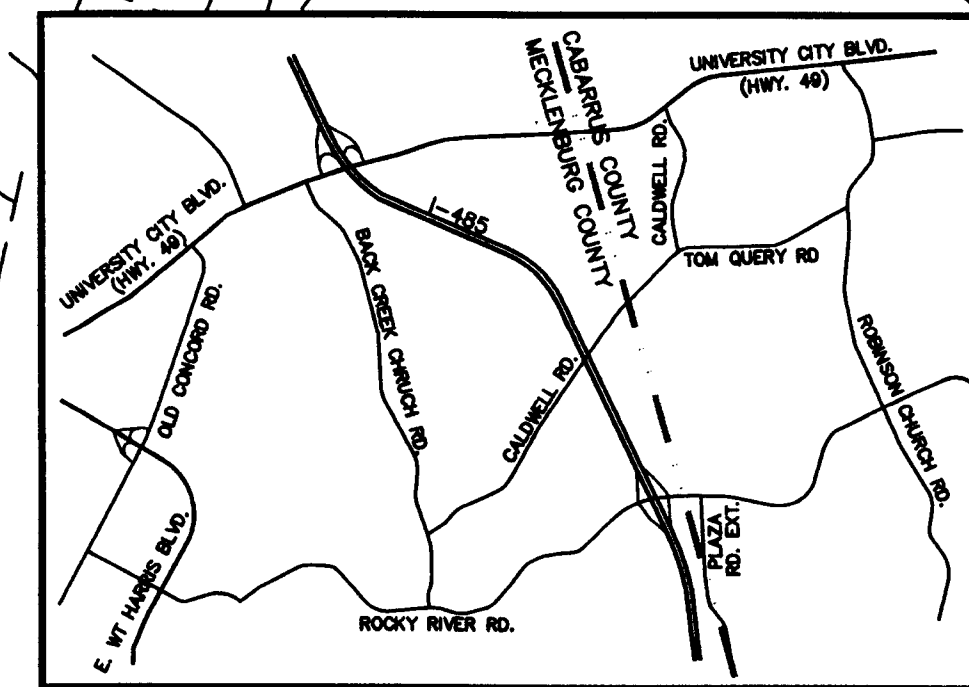 UNIVERSITY CITY BLVD.
(HWY. 49)
CABARRUS COUNTY
MECKLENBURG COUNTY
CALDWELL RD.
UNIVERSITY CITY BLVD.
(HWY. 49)
I-485
TOM QUERY RD
BACK CREEK CHRUCH RD.
OLD CONCORD RD.
ROBINSON CHURCH RD.
CALDWELL RD.
PLAZA
RD. EXT.
E. WT HARRIS BLVD.
ROCKY RIVER RD.